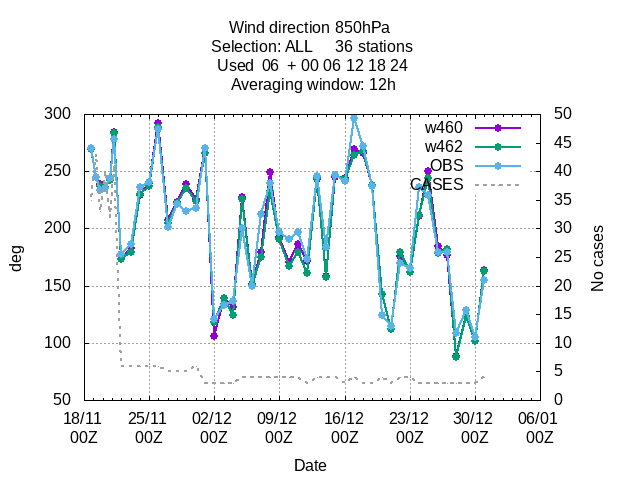 Wind direction 850hPa
Selection: ALL 36 stations
Used 06 + 00 06 12 18 24
Averaging window: 12h
300
250
200
150
100
50
deg
50
45
40
35
30
25
20
15
10
5
0
No cases
w460
w462
OBS
CASES
18/11 25/11 02/12 09/12 16/12 23/12 30/12 06/01
00Z 00Z 00Z 00Z 00Z 00Z 00Z 00Z
Date